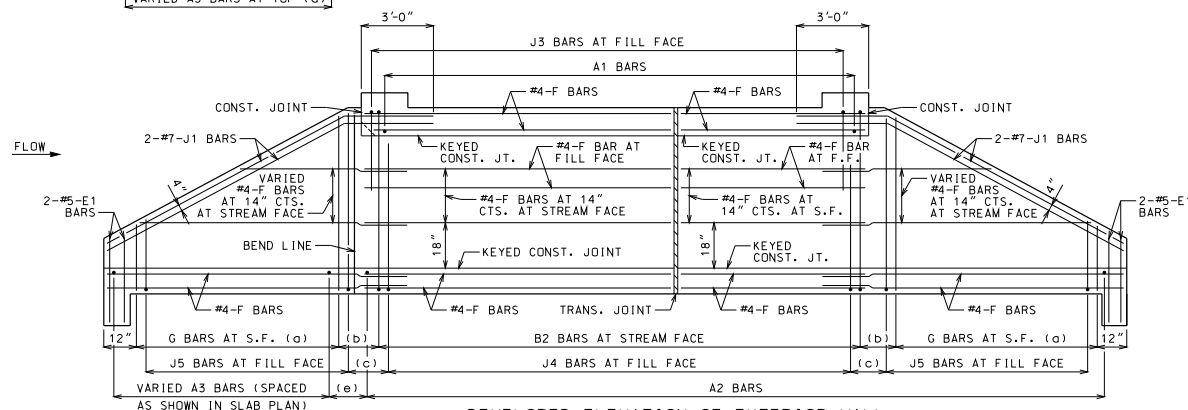 VARIED A3 BARS AT TOP (d)
3'-0"
3'-0"
J3 BARS AT FILL FACE
A1 BARS
CONST. JOINT
#4-F BARS
#4-F BARS
CONST. JOINT
2-#7-J1 BARS
2-#7-J1 BARS
FLOW
KEYED
CONST. JT.
#4-F BAR AT
FILL FACE
KEYED
CONST. JT.
#4-F BAR
AT F.F.
4"
VARIED
#4-F BARS
AT 14" CTS.
AT STREAM FACE
#4-F BARS AT 14"
CTS. AT STREAM FACE
#4-F BARS AT
14" CTS. AT S.F.
VARIED
#4-F BARS
AT 14" CTS.
AT STREAM FACE
4"
2-#5-E1
BARS
2-#5-E1
BARS
BEND LINE
18"
KEYED CONST. JOINT
18"
KEYED
CONST. JT.
#4-F BARS
#4-F BARS
TRANS. JOINT
#4-F BARS
#4-F BARS
12"
G BARS AT S.F. (a)
(b)
B2 BARS AT STREAM FACE
(b)
G BARS AT S.F. (a)
12"
J5 BARS AT FILL FACE
(c)
J4 BARS AT FILL FACE
(c)
J5 BARS AT FILL FACE
VARIED A3 BARS (SPACED
AS SHOWN IN SLAB PLAN)
(e)
A2 BARS
DEVELOPED ELEVATION OF EXTERIOR WALL